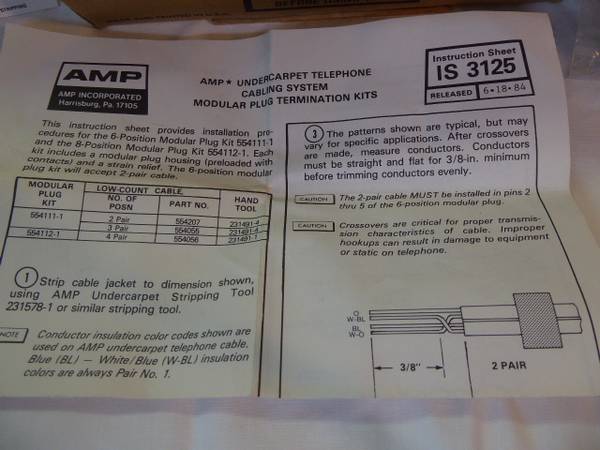 BEFORE
AMP
AMP INCORPORATED
Harrisburg, Pa. 17105
AMP★ UNDERCARPET TELEPHONE
CABLING SYSTEM
MODULAR PLUG TERMINATION KITS
Instruction Sheet
IS 3125
RELEASED 6-18-84
This instruction sheet provides installation pro-
cedures for the 6-Position Modular Plug Kit 554111-1
and the 8-Position Modular Plug Kit 554112-1. Each
kit includes a modular plug housing (preloaded with
contacts) and a strain relief. The 6-position modular
plug kit will accept 2-pair cable.
MODULAR PLUG KIT
LOW-COUNT CABLE
HAND TOOL
NO. OF POSN
PART NO.
554111-1 2 Pair 554207 231491-4
3 Pair 554055 231491-4
554112-1 4 Pair 554056 231491-1
1 Strip cable jacket to dimension shown,
using AMP Undercarpet Stripping Tool
231578-1 or similar stripping tool.
NOTE Conductor insulation color codes shown are
used on AMP undercarpet telephone cable.
Blue (BL) — White/Blue (W-BL) insulation
colors are always Pair No. 1.
3 The patterns shown are typical, but may
vary for specific applications. After crossovers
are made, measure conductors. Conductors
must be straight and flat for 3/8-in. minimum
before trimming conductors evenly.
CAUTION The 2-pair cable MUST be installed in pins 2
thru 5 of the 6-position modular plug.
CAUTION Crossovers are critical for proper transmis-
sion characteristics of cable. Improper
hookups can result in damage to equipment
or static on telephone.
O
W-BL
BL
W-O
3/8"
2 PAIR